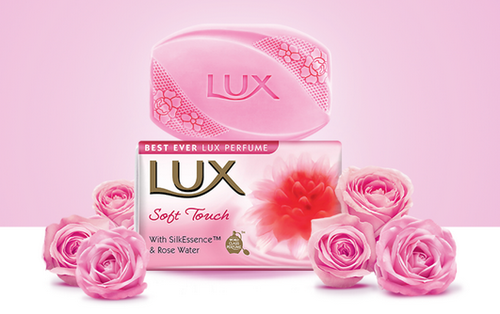 LUX
BEST EVER LUX PERFUME
LUX
Soft Touch
With SilkEssence™
& Rose Water